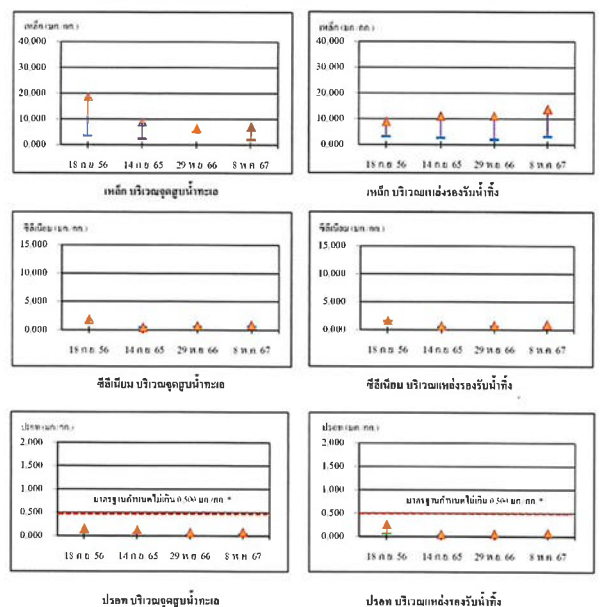 เหล็ก (มก./กก.)
40.000
30.000
20.000
10.000
0.000
18 ก.ย. 56 14 ก.ย. 65 29 พ.ย. 66 8 พ.ค. 67
เหล็ก บริเวณจุดสูบน้ำทะเล
เหล็ก (มก./กก.)
40.000
30.000
20.000
10.000
0.000
18 ก.ย. 56 14 ก.ย. 65 29 พ.ย. 66 8 พ.ค. 67
เหล็ก บริเวณแหล่งรองรับน้ำทิ้ง
ซีลีเนียม (มก./กก.)
15.000
10.000
5.000
0.000
18 ก.ย. 56 14 ก.ย. 65 29 พ.ย. 66 8 พ.ค. 67
ซีลีเนียม บริเวณจุดสูบน้ำทะเล
ซีลีเนียม (มก./กก.)
15.000
10.000
5.000
0.000
18 ก.ย. 56 14 ก.ย. 65 29 พ.ย. 66 8 พ.ค. 67
ซีลีเนียม บริเวณแหล่งรองรับน้ำทิ้ง
ปรอท (มก./กก.)
2.000
1.500
1.000
มาตรฐานกำหนดไม่เกิน 0.500 มก./กก. *
0.500
0.000
18 ก.ย. 56 14 ก.ย. 65 29 พ.ย. 66 8 พ.ค. 67
ปรอท บริเวณจุดสูบน้ำทะเล
ปรอท (มก./กก.)
2.000
1.500
1.000
มาตรฐานกำหนดไม่เกิน 0.500 มก./กก. *
0.500
0.000
18 ก.ย. 56 14 ก.ย. 65 29 พ.ย. 66 8 พ.ค. 67
ปรอท บริเวณแหล่งรองรับน้ำทิ้ง